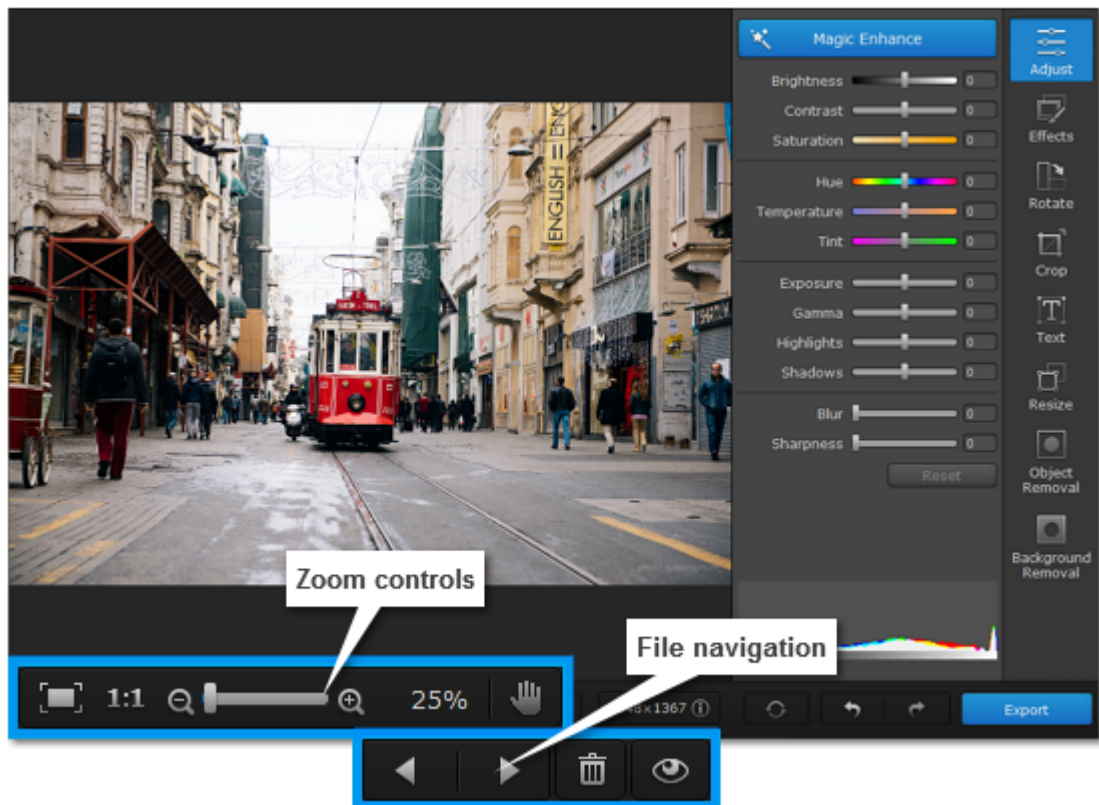 Magic Enhance
Adjust
Brightness 0
Contrast 0
Saturation 0
Effects
Hue 0
Temperature 0
Tint 0
Rotate
Crop
Exposure 0
Gamma 0
Highlights 0
Shadows 0
Text
Resize
Blur 0
Sharpness 0
Reset
Object
Removal
Background
Removal
ENGLISH ENG
Zoom controls
File navigation
1:1
25%
1367
Export